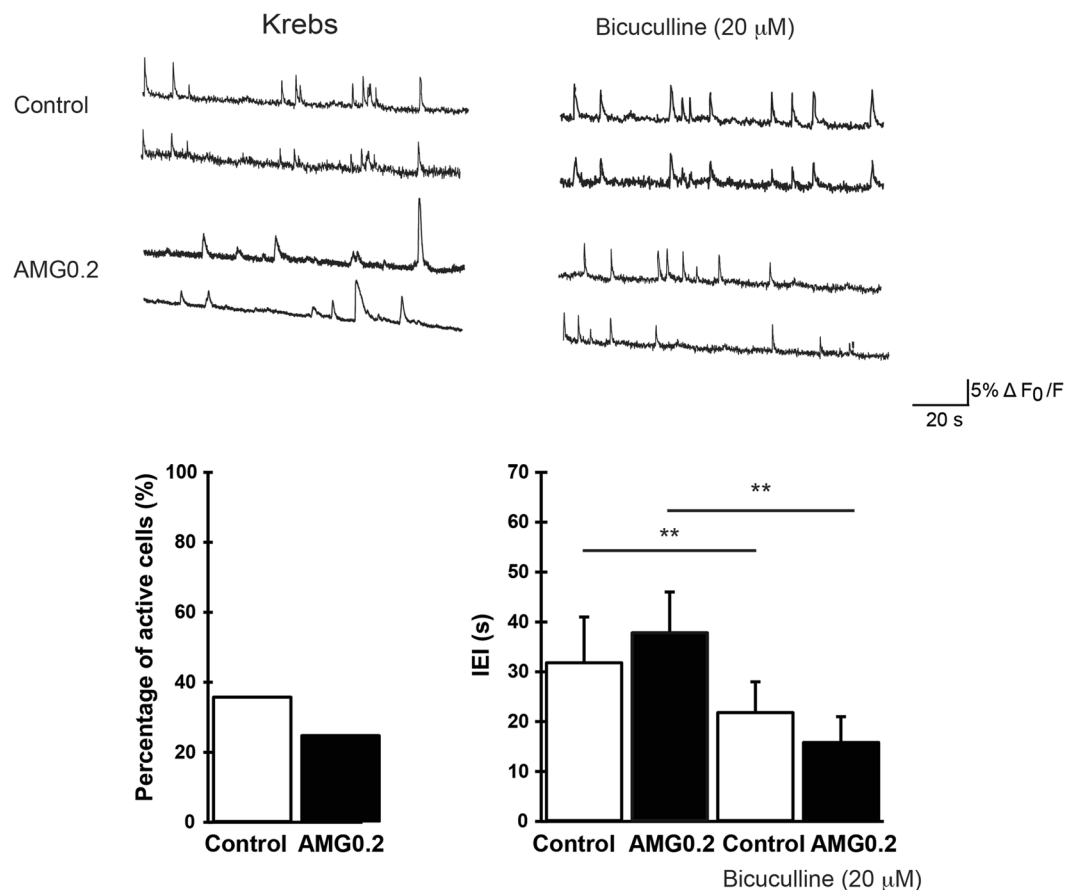 Krebs
Bicuculline (20 μM)
Control
AMG0.2
5% Δ F0/F
20 s
Percentage of active cells (%)
100
80
60
40
20
0
Control AMG0.2
IEI (s)
70
60
50
40
30
20
10
0
**
**
Control AMG0.2 Control AMG0.2
Bicuculline (20 μM)